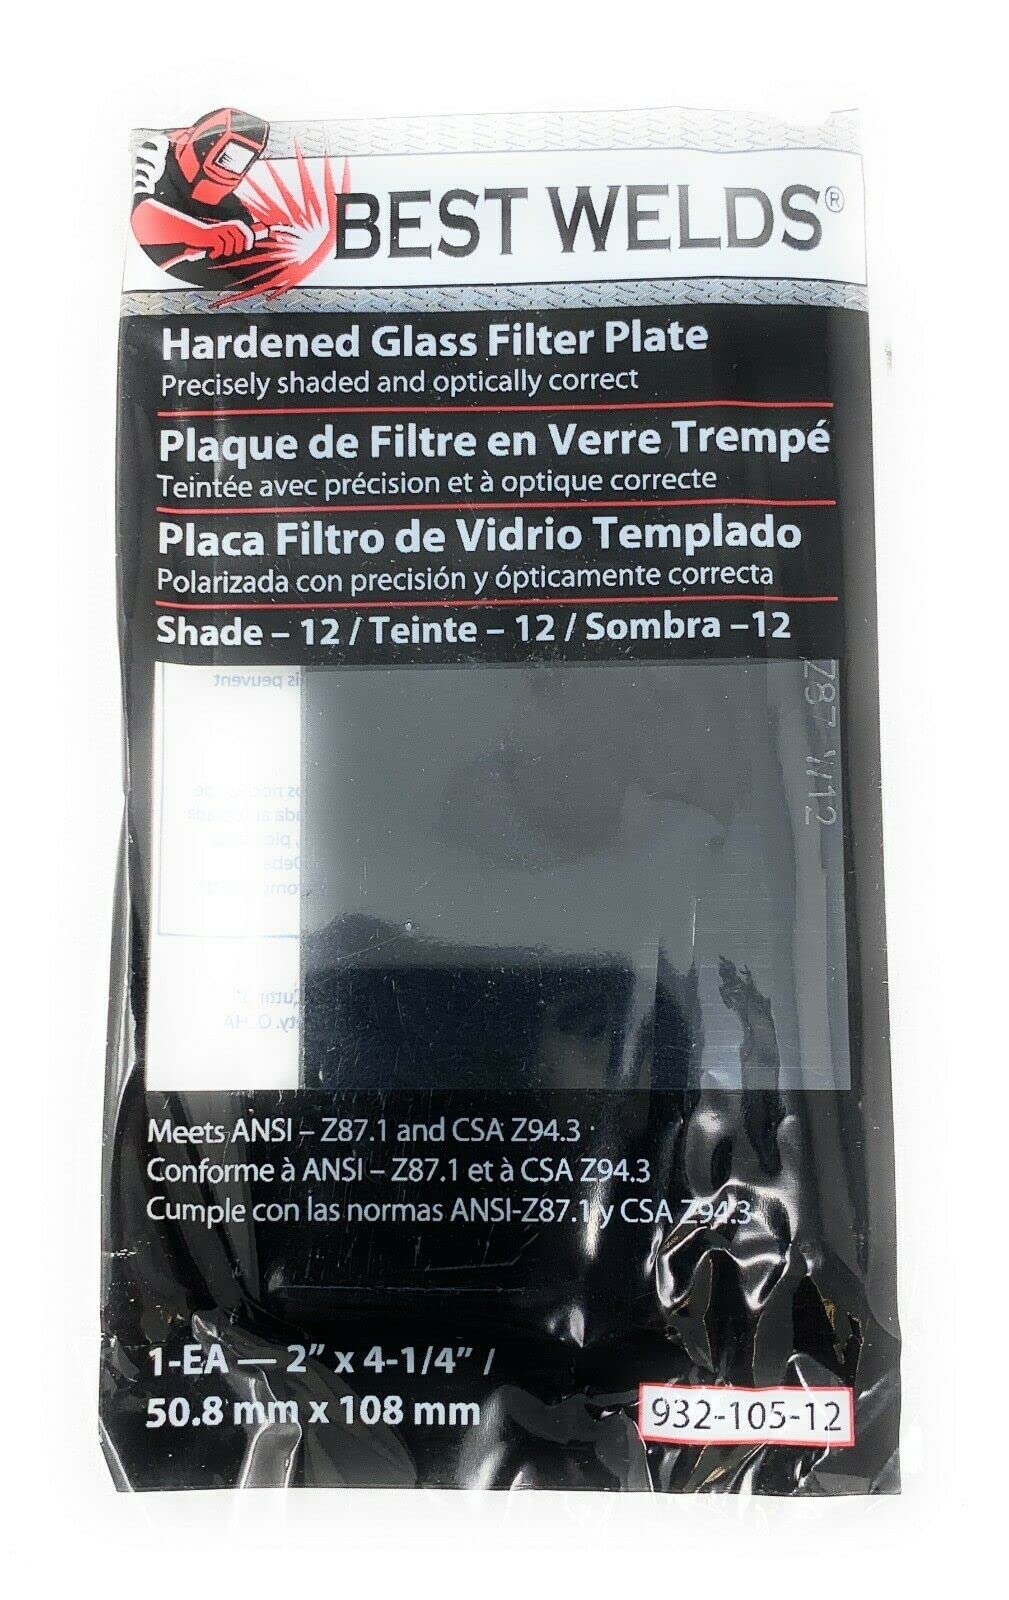 BEST WELDS®
Hardened Glass Filter Plate
Precisely shaded and optically correct
Plaque de Filtre en Verre Trempé
Teintée avec précision et à optique correcte
Placa Filtro de Vidrio Templado
Polarizada con precisión y ópticamente correcta
Shade – 12 / Teinte – 12 / Sombra –12
peuvent
Z87 W12
Meets ANSI – Z87.1 and CSA Z94.3
Conforme à ANSI – Z87.1 et à CSA Z94.3
Cumple con las normas ANSI-Z87.1 y CSA Z94.3
1-EA — 2” x 4-1/4” /
50.8 mm x 108 mm
932-105-12